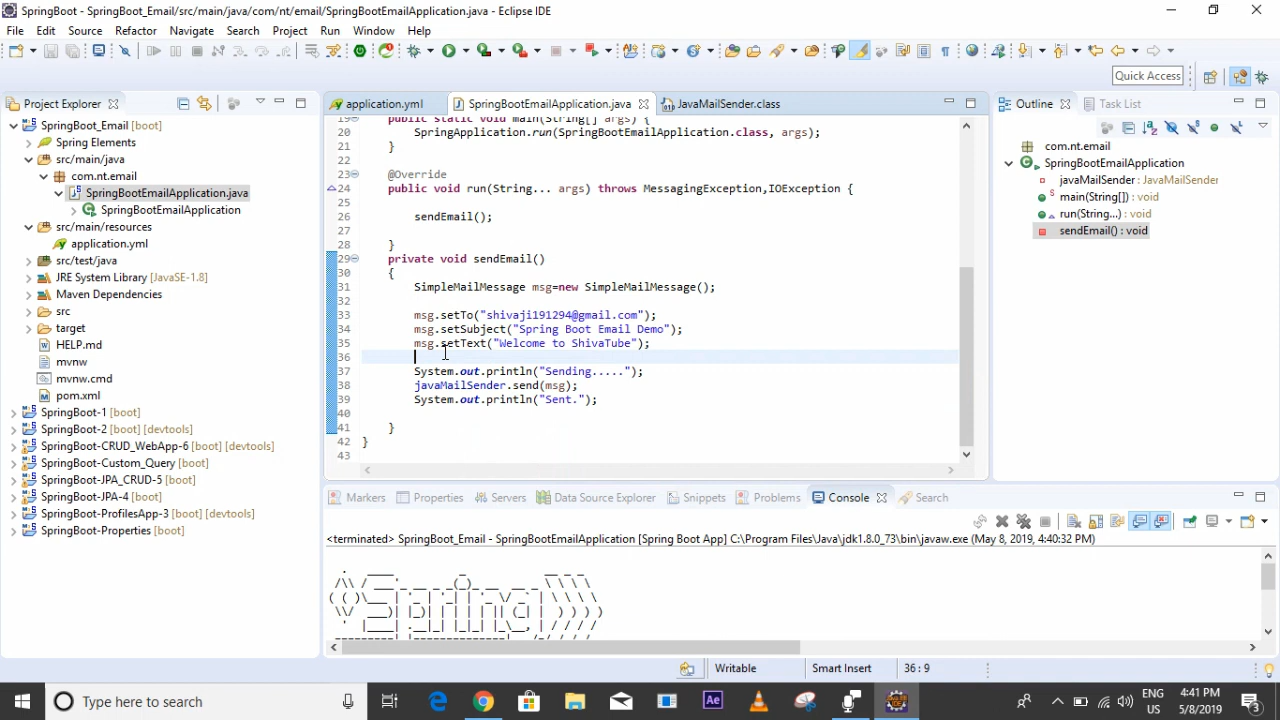 SpringBoot - SpringBoot_Email/src/main/java/com/nt/email/SpringBootEmailApplication.java - Eclipse IDE
File Edit Source Refactor Navigate Search Project Run Window Help
Quick Access
Project Explorer
SpringBoot_Email [boot]
Spring Elements
src/main/java
com.nt.email
SpringBootEmailApplication.java
SpringBootEmailApplication
src/main/resources
application.yml
src/test/java
JRE System Library [JavaSE-1.8]
Maven Dependencies
src
target
HELP.md
mvnw
mvnw.cmd
pom.xml
SpringBoot-1 [boot]
SpringBoot-2 [boot] [devtools]
SpringBoot-CRUD_WebApp-6 [boot] [devtools]
SpringBoot-Custom_Query [boot]
SpringBoot-JPA_CRUD-5 [boot] [devtools]
SpringBoot-JPA-4 [boot] [devtools]
SpringBoot-ProfilesApp-3 [boot] [devtools]
SpringBoot-Properties [boot]
application.yml SpringBootEmailApplication.java JavaMailSender.class
19 public static void main(String[] args) {
20 SpringApplication.run(SpringBootEmailApplication.class, args);
21 }
22
23 @Override
24 public void run(String... args) throws MessagingException,IOException {
25
26 sendEmail();
27
28 }
29 private void sendEmail()
30 {
31 SimpleMailMessage msg=new SimpleMailMessage();
32
33 msg.setTo("shivaji191294@gmail.com");
34 msg.setSubject("Spring Boot Email Demo");
35 msg.setText("Welcome to ShivaTube");
36
37 System.out.println("Sending.....");
38 javaMailSender.send(msg);
39 System.out.println("Sent.");
40
41 }
42 }
43
Outline Task List
com.nt.email
SpringBootEmailApplication
javaMailSender : JavaMailSender
main(String[]) : void
run(String...) : void
sendEmail() : void
Markers Properties Servers Data Source Explorer Snippets Problems Console Search
<terminated> SpringBoot_Email - SpringBootEmailApplication [Spring Boot App] C:\Program Files\Java\jdk1.8.0_73\bin\javaw.exe (May 8, 2019, 4:40:32 PM)
Spring
Writable Smart Insert 36 : 9
Type here to search
Ae
ENG
US
4:41 PM
5/8/2019
3